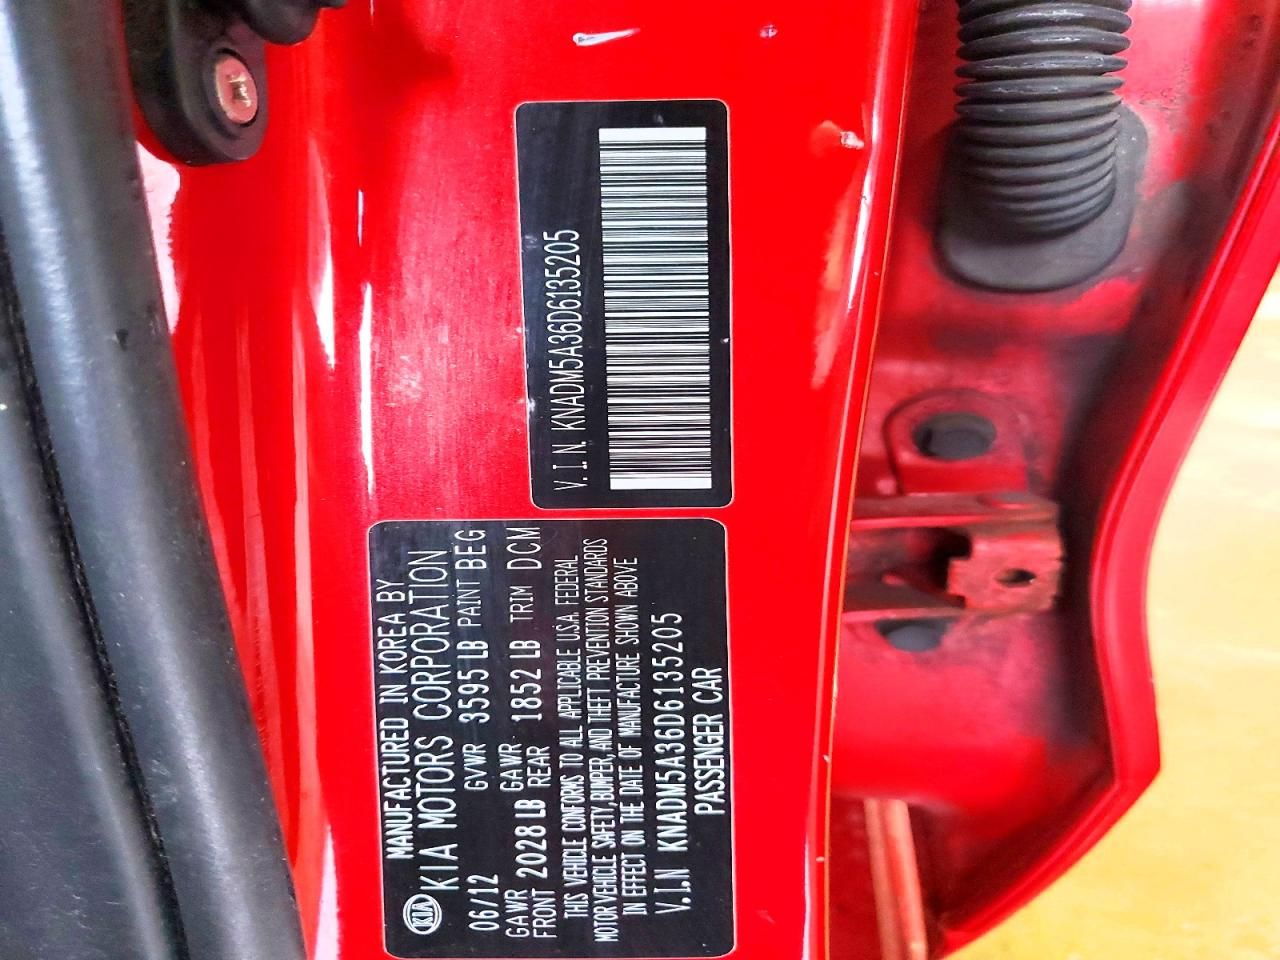 V.I.N. KNADM5A36D6135205
MANUFACTURED IN KOREA BY
KIA KIA MOTORS CORPORATION
06/12 GVWR 3595 LB PAINT BEG
GAWR FRONT 2028 LB GAWR REAR 1852 LB TRIM DCM
THIS VEHICLE CONFORMS TO ALL APPLICABLE U.S.A. FEDERAL
MOTOR VEHICLE SAFETY, BUMPER, AND THEFT PREVENTION STANDARDS
IN EFFECT ON THE DATE OF MANUFACTURE SHOWN ABOVE
V.I.N KNADM5A36D6135205
PASSENGER CAR